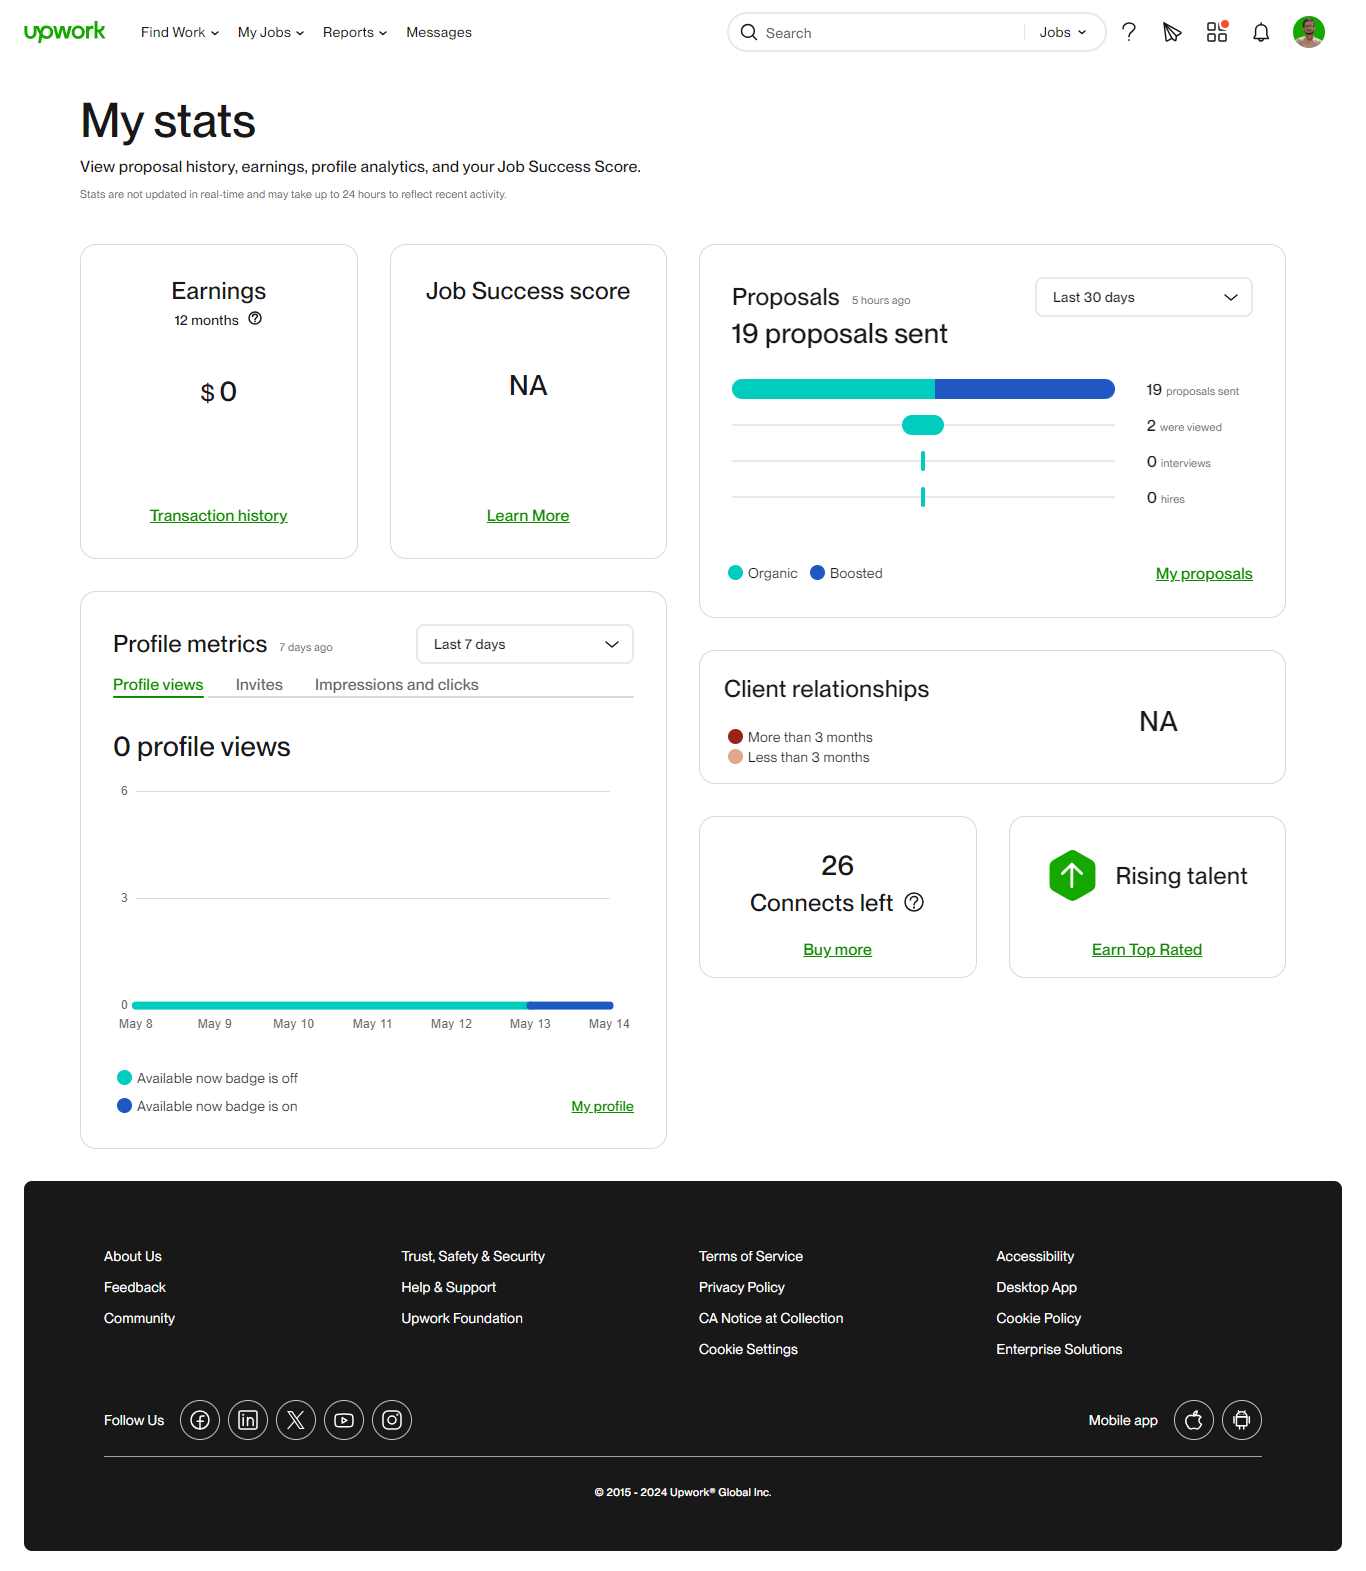 upwork
Find Work
My Jobs
Reports
Messages
Search
Jobs
My stats
View proposal history, earnings, profile analytics, and your Job Success Score.
Stats are not updated in real-time and may take up to 24 hours to reflect recent activity.
Earnings
12 months
$0
Transaction history
Job Success score
NA
Learn More
Proposals 5 hours ago
Last 30 days
19 proposals sent
19 proposals sent
2 were viewed
0 interviews
0 hires
Organic
Boosted
My proposals
Profile metrics 7 days ago
Last 7 days
Profile views
Invites
Impressions and clicks
0 profile views
6
3
0
May 8
May 9
May 10
May 11
May 12
May 13
May 14
Available now badge is off
Available now badge is on
My profile
Client relationships
More than 3 months
Less than 3 months
NA
26
Connects left
Buy more
Rising talent
Earn Top Rated
About Us
Feedback
Community
Trust, Safety & Security
Help & Support
Upwork Foundation
Terms of Service
Privacy Policy
CA Notice at Collection
Cookie Settings
Accessibility
Desktop App
Cookie Policy
Enterprise Solutions
Follow Us
Mobile app
© 2015 - 2024 Upwork® Global Inc.